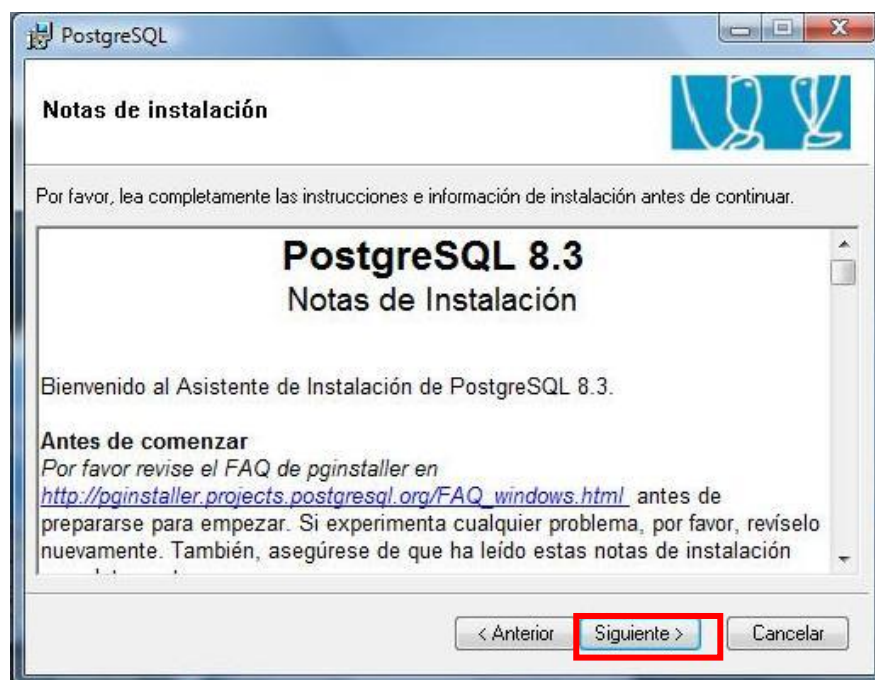 PostgreSQL
Notas de instalación
Por favor, lea completamente las instrucciones e información de instalación antes de continuar.
PostgreSQL 8.3
Notas de Instalación
Bienvenido al Asistente de Instalación de PostgreSQL 8.3.
Antes de comenzar
Por favor revise el FAQ de pginstaller en
http://pginstaller.projects.postgresql.org/FAQ_windows.html antes de
prepararse para empezar. Si experimenta cualquier problema, por favor, revíselo
nuevamente. También, asegúrese de que ha leído estas notas de instalación
< Anterior Siguiente > Cancelar